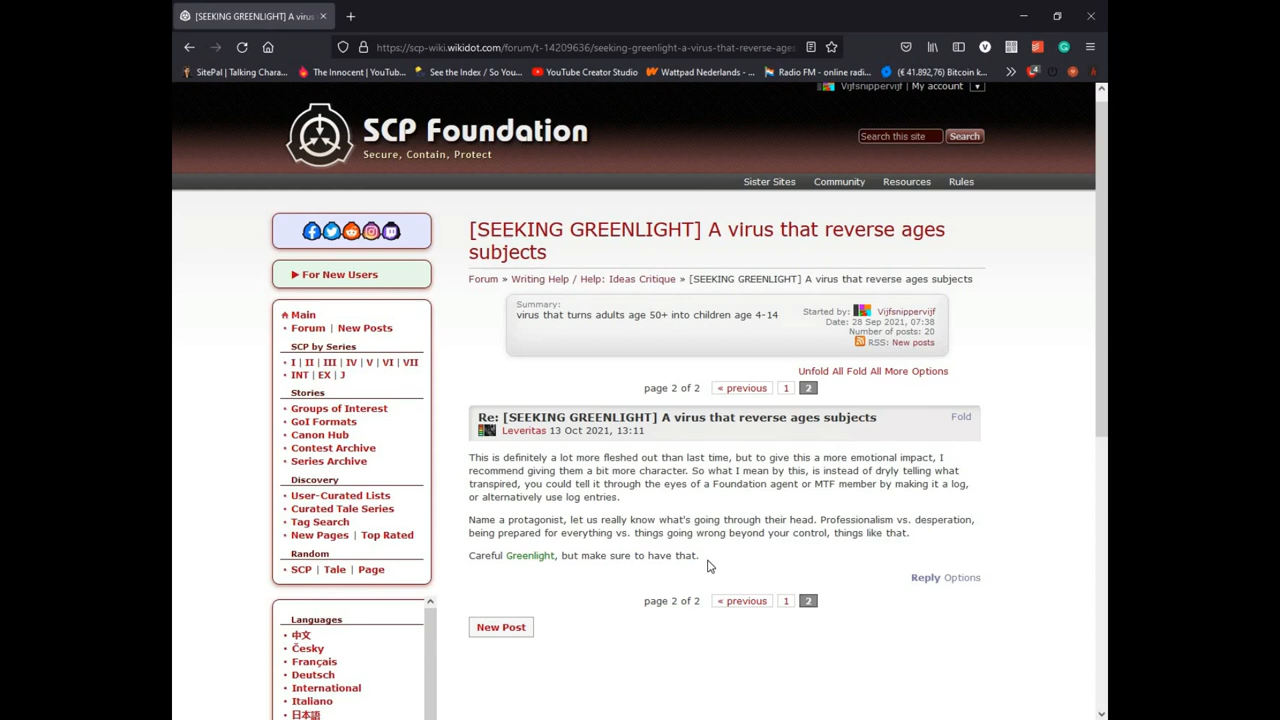 [SEEKING GREENLIGHT] A virus
https://scp-wiki.wikidot.com/forum/t-14209636/seeking-greenlight-a-virus-that-reverse-ages
SitePal | Talking Chara...
The Innocent | YouTub...
See the Index / So You...
YouTube Creator Studio
Wattpad Nederlands - ...
Radio FM - online radi...
(€ 41.892,76) Bitcoin k...
Vijfsnippervijf | My account
SCP Foundation
Secure, Contain, Protect
Search this site
Search
Sister Sites
Community
Resources
Rules
▶ For New Users
Main
Forum | New Posts
SCP by Series
I | II | III | IV | V | VI | VII
INT | EX | J
Stories
Groups of Interest
GoI Formats
Canon Hub
Contest Archive
Series Archive
Discovery
User-Curated Lists
Curated Tale Series
Tag Search
New Pages | Top Rated
Random
SCP | Tale | Page
Languages
中文
Česky
Français
Deutsch
International
Italiano
日本語
[SEEKING GREENLIGHT] A virus that reverse ages
subjects
Forum » Writing Help / Help: Ideas Critique » [SEEKING GREENLIGHT] A virus that reverse ages subjects
Summary:
virus that turns adults age 50+ into children age 4-14
Started by: Vijfsnippervijf
Date: 28 Sep 2021, 07:38
Number of posts: 20
RSS: New posts
Unfold All Fold All More Options
page 2 of 2 « previous 1 2
Re: [SEEKING GREENLIGHT] A virus that reverse ages subjects
Fold
Leveritas 13 Oct 2021, 13:11
This is definitely a lot more fleshed out than last time, but to give this a more emotional impact, I
recommend giving them a bit more character. So what I mean by this, is instead of dryly telling what
transpired, you could tell it through the eyes of a Foundation agent or MTF member by making it a log,
or alternatively use log entries.
Name a protagonist, let us really know what's going through their head. Professionalism vs. desperation,
being prepared for everything vs. things going wrong beyond your control, things like that.
Careful Greenlight, but make sure to have that.
Reply Options
page 2 of 2 « previous 1 2
New Post